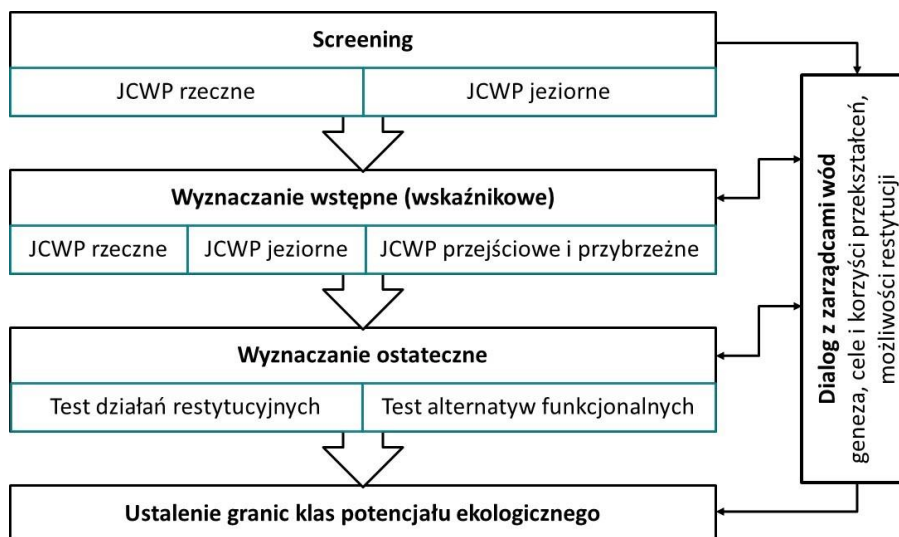 Screening
JCWP rzeczne
JCWP jeziorne
Wyznaczanie wstępne (wskaźnikowe)
JCWP rzeczne
JCWP jeziorne
JCWP przejściowe i przybrzeżne
Wyznaczanie ostateczne
Test działań restytucyjnych
Test alternatyw funkcjonalnych
Ustalenie granic klas potencjału ekologicznego
Dialog z zarządcami wód
geneza, cele i korzyści przekształceń,
możliwości restytucji